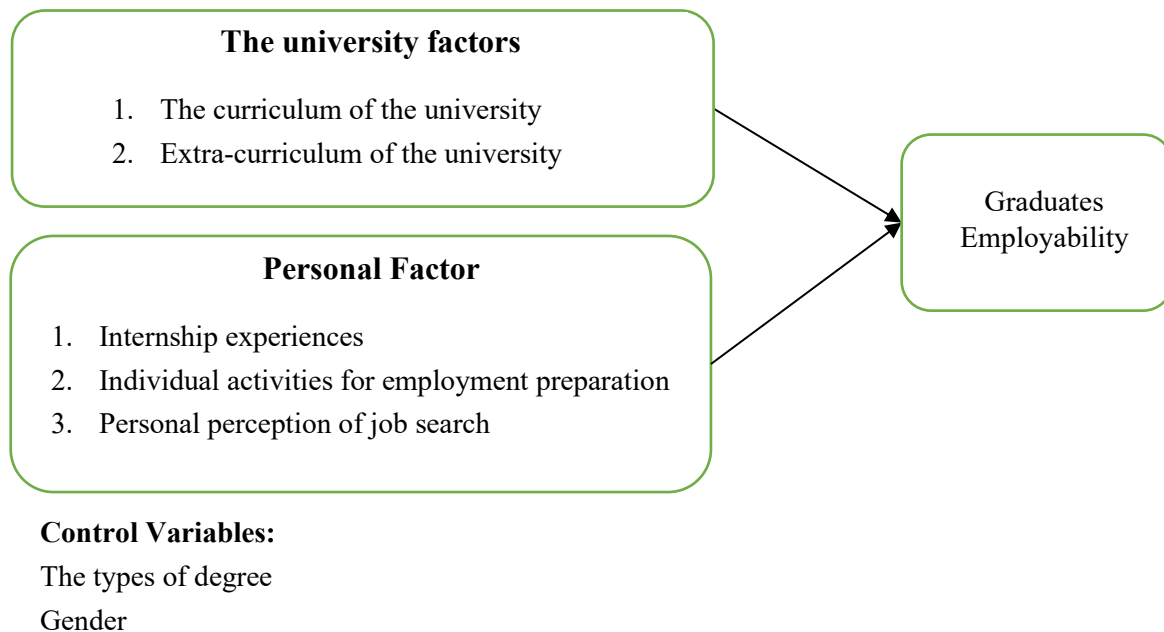 The university factors
1. The curriculum of the university
2. Extra-curriculum of the university
Personal Factor
1. Internship experiences
2. Individual activities for employment preparation
3. Personal perception of job search
Graduates
Employability
Control Variables:
The types of degree
Gender